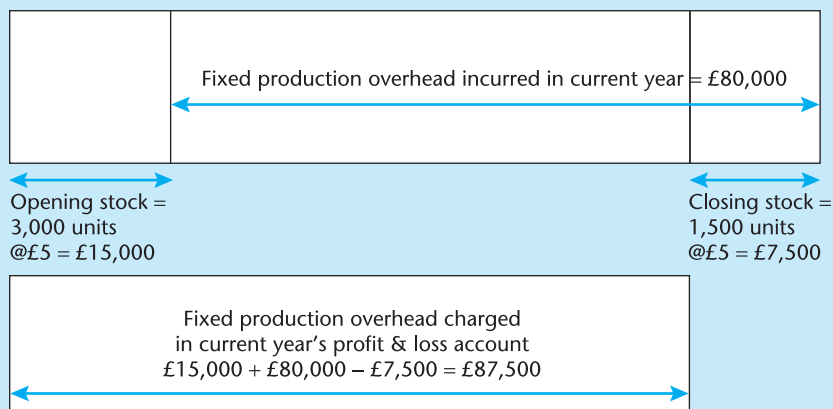 Fixed production overhead incurred in current year = £80,000
Opening stock =
3,000 units
@£5 = £15,000
Closing stock =
1,500 units
@£5 = £7,500
Fixed production overhead charged
in current year’s profit & loss account
£15,000 + £80,000 – £7,500 = £87,500